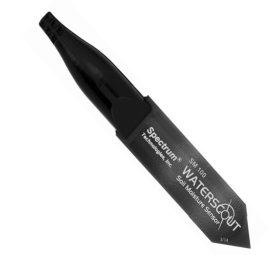 Spectrum®
Technologies, Inc.
SM 100
WATERSCOUT
Soil Moisture Sensor